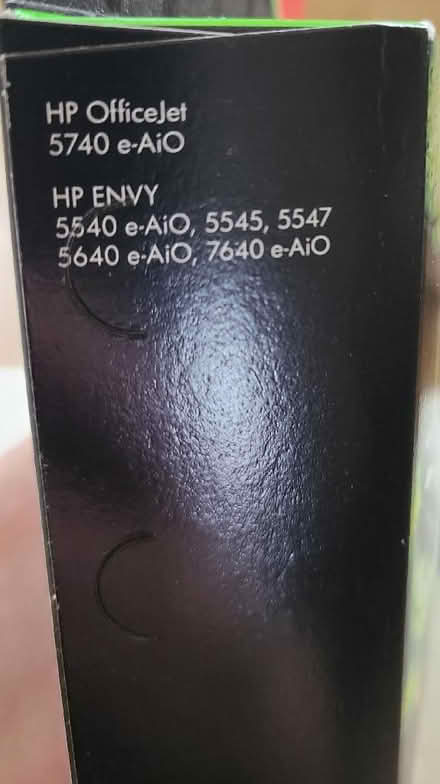 HP OfficeJet
5740 e-AiO
HP ENVY
5540 e-AiO, 5545, 5547
5640 e-AiO, 7640 e-AiO